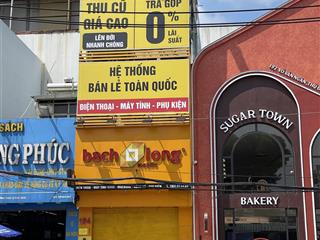 THU CŨ
GIÁ CAO
LÊN ĐỜI
NHANH CHÓNG
TRẢ GÓP
0%
LÃI
SUẤT
HỆ THỐNG
BÁN LẺ TOÀN QUỐC
ĐIỆN THOẠI - MÁY TÍNH - PHỤ KIỆN
SÁCH
NG PHÚC
bach long
SUGAR TOWN
BAKERY